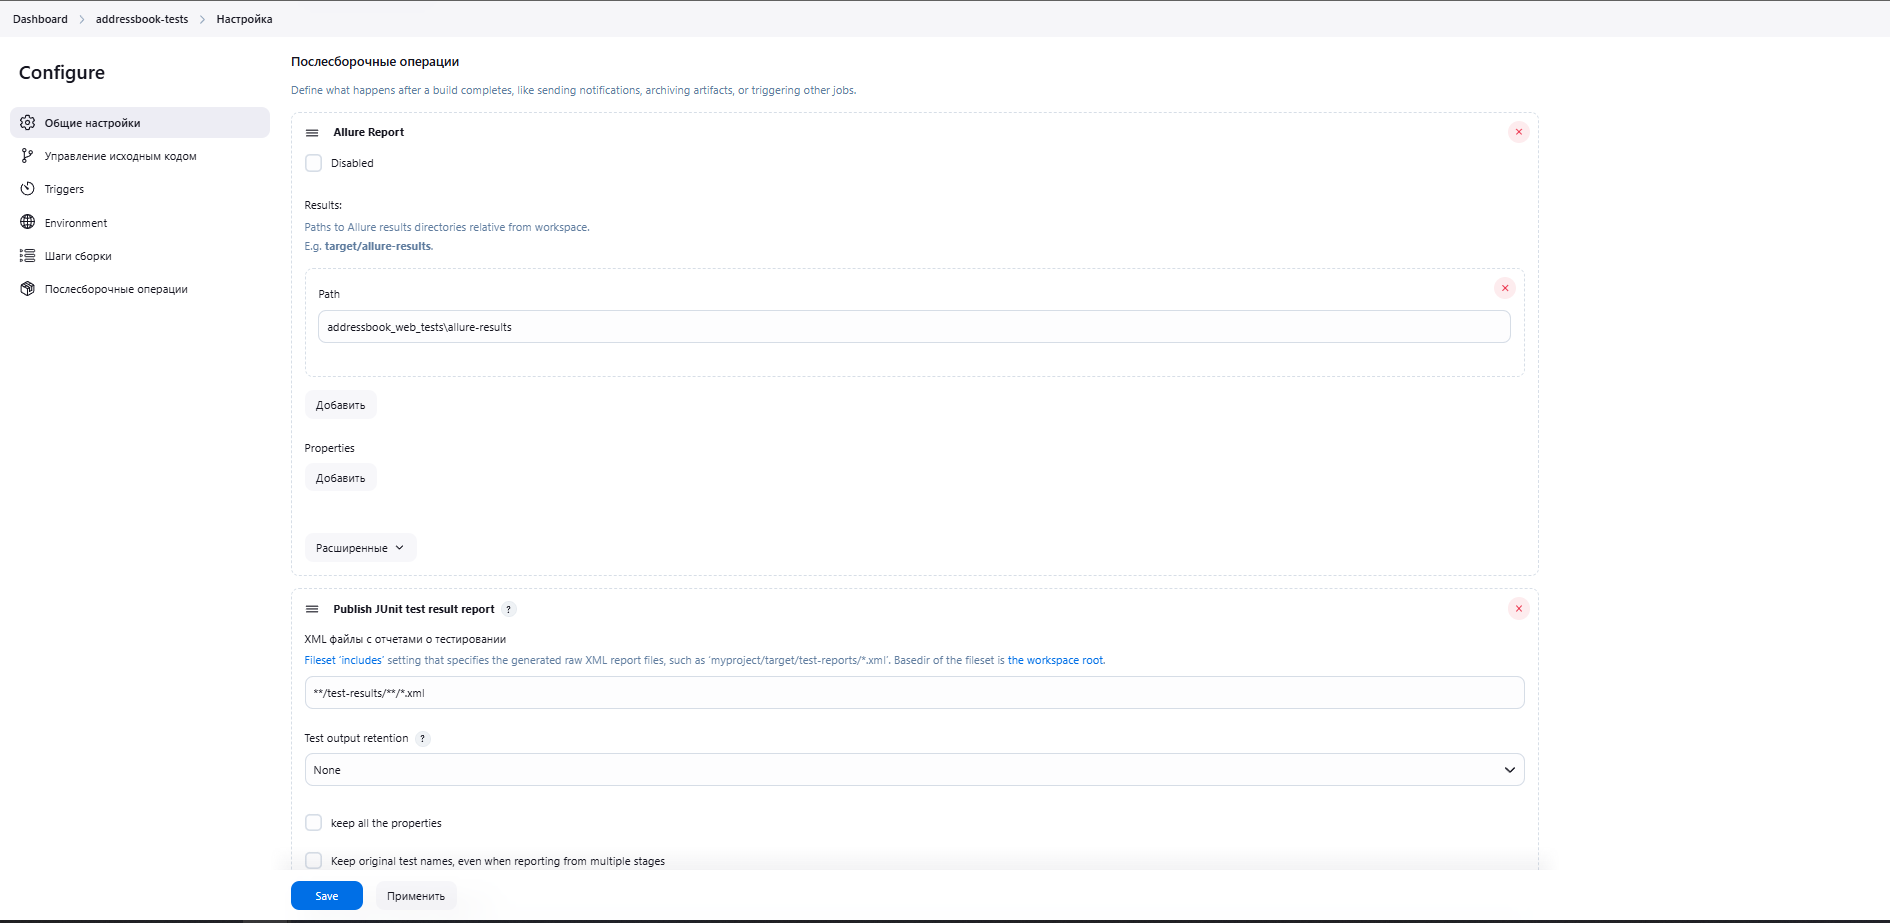 Dashboard > addressbook-tests > Настройка
Configure
Общие настройки
Управление исходным кодом
Triggers
Environment
Шаги сборки
Послесборочные операции
Послесборочные операции
Define what happens after a build completes, like sending notifications, archiving artifacts, or triggering other jobs.
Allure Report
Disabled
Results:
Paths to Allure results directories relative from workspace.
E.g. target/allure-results.
Path
addressbook_web_tests\allure-results
Добавить
Properties
Добавить
Расширенные
Publish JUnit test result report ?
XML файлы с отчетами о тестировании
Fileset 'includes' setting that specifies the generated raw XML report files, such as 'myproject/target/test-reports/*.xml'. Basedir of the fileset is the workspace root.
**/test-results/**/*.xml
Test output retention ?
None
keep all the properties
Keep original test names, even when reporting from multiple stages
Save Применить